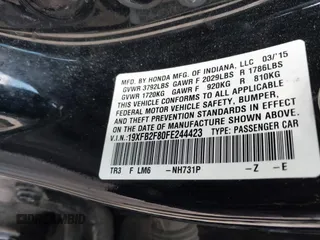 MFD. BY HONDA MFG. OF INDIANA, LLC 03/'15
GVWR 3792LBS GAWR F 2029LBS R 1786LBS
GVWR 1720KG GAWR F 920KG R 810KG
THIS VEHICLE CONFORMS TO ALL APPLICABLE
FEDERAL MOTOR VEHICLE SAFETY, BUMPER,
AND THEFT PREVENTION STANDARDS IN EFFECT
ON THE DATE OF MANUFACTURE SHOWN ABOVE.
V.I.N.: 19XFB2F80FE244423 TYPE: PASSENGER CAR
TR3 F LM6 -NH731P -Z -E